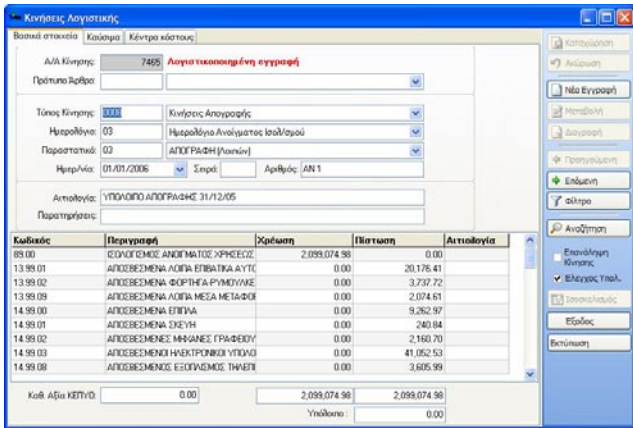 Κινήσεις Λογιστικής
Βασικά στοιχεία Καύσιμα Κέντρα κόστους
Α/Α Κίνησης: 7465 Λογιστικοποιημένη εγγραφή
Πρότυπο Άρθρο:
Τύπος Κίνησης: 0003 Κινήσεις Απογραφής
Ημερολόγιο: 03 Ημερολόγιο Ανοίγματος Ισολ/σμού
Παραστατικό: 03 ΑΠΟΓΡΑΦΗ (Λοιπών)
Ημερ/νία: 01/01/2006 Σειρά: Αριθμός: ΑΝ 1
Αιτιολογία: ΥΠΟΛΟΙΠΟ ΑΠΟΓΡΑΦΗΣ 31/12/05
Παρατηρήσεις:
Κωδικός Περιγραφή Χρέωση Πίστωση Αιτιολογία
89.00 ΙΣΟΛΟΓΙΣΜΟΣ ΑΝΟΙΓΜΑΤΟΣ ΧΡΗΣΕΩΣ 2,099,074.98 0.00
13.99.01 ΑΠΟΣΒΕΣΜΕΝΑ ΛΟΙΠΑ ΕΠΙΒΑΤΙΚΑ ΑΥΤΟ 0.00 20,176.41
13.99.02 ΑΠΟΣΒΕΣΜΕΝΑ ΦΟΡΤΗΓΑ-ΡΥΜΟΥΛΚΕ 0.00 3,737.72
13.99.09 ΑΠΟΣΒΕΣΜΕΝΑ ΛΟΙΠΑ ΜΕΣΑ ΜΕΤΑΦΟΡ 0.00 2,074.61
14.99.00 ΑΠΟΣΒΕΣΜΕΝΑ ΕΠΙΠΛΑ 0.00 9,262.97
14.99.01 ΑΠΟΣΒΕΣΜΕΝΑ ΣΚΕΥΗ 0.00 240.84
14.99.02 ΑΠΟΣΒΕΣΜΕΝΕΣ ΜΗΧΑΝΕΣ ΓΡΑΦΕΙΟΥ 0.00 2,160.70
14.99.03 ΑΠΟΣΒΕΣΜΕΝΟΙ ΗΛΕΚΤΡΟΝΙΚΟΙ ΥΠΟΛΟ 0.00 41,052.53
14.99.08 ΑΠΟΣΒΕΣΜΕΝΟΣ ΕΞΟΠΛΙΣΜΟΣ ΤΗΛΕΠΙ 0.00 3,605.99
Καθ. Αξία ΚΕΠΥΟ: 0.00 2,099,074.98 2,099,074.98
Υπόλοιπο : 0.00
Καταχώρηση
Ακύρωση
Νέα Εγγραφή
Μεταβολή
Διαγραφή
Προηγούμενη
Επόμενη
Φίλτρο
Αναζήτηση
Επανάληψη
Κίνησης
Έλεγχος Υπολ.
Ισοσκελισμός
Έξοδος
Εκτύπωση